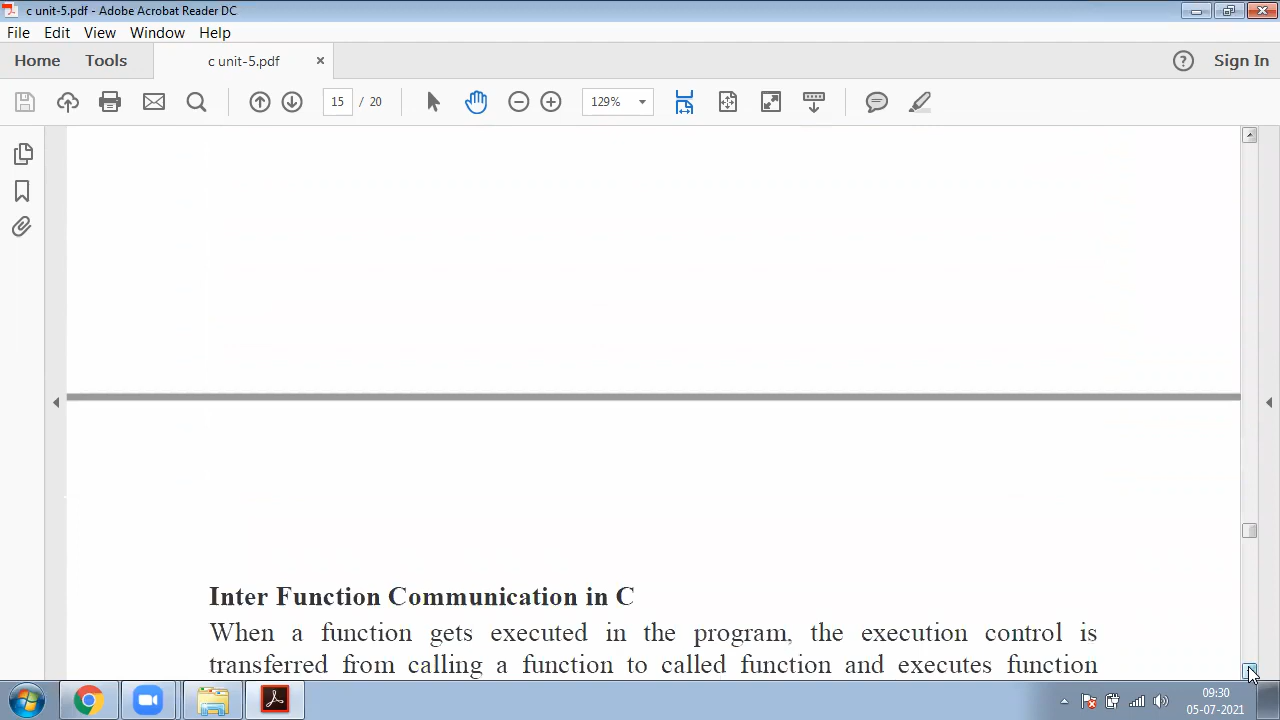 c unit-5.pdf - Adobe Acrobat Reader DC
File Edit View Window Help
Home Tools c unit-5.pdf × ? Sign In
15 / 20 129%
Inter Function Communication in C
When a function gets executed in the program, the execution control is
transferred from calling a function to called function and executes function
09:30
05-07-2021